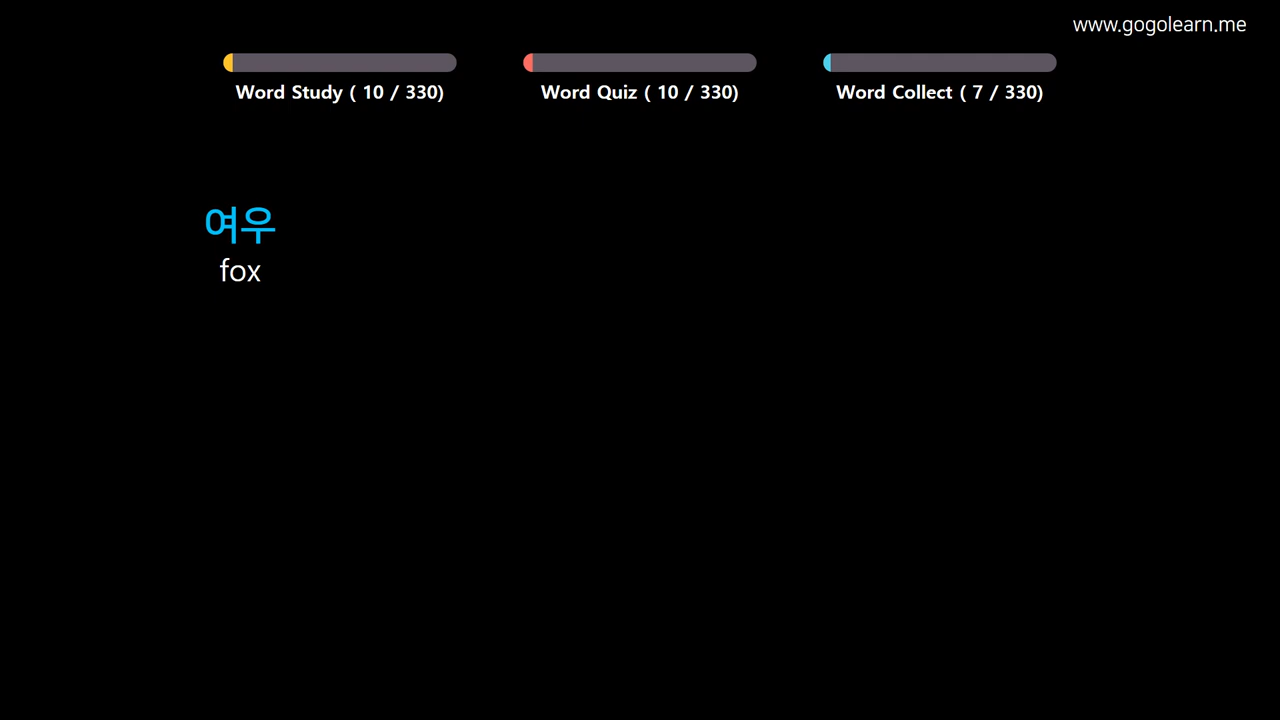 www.gogolearn.me
Word Study ( 10 / 330)
Word Quiz ( 10 / 330)
Word Collect ( 7 / 330)
여우
fox